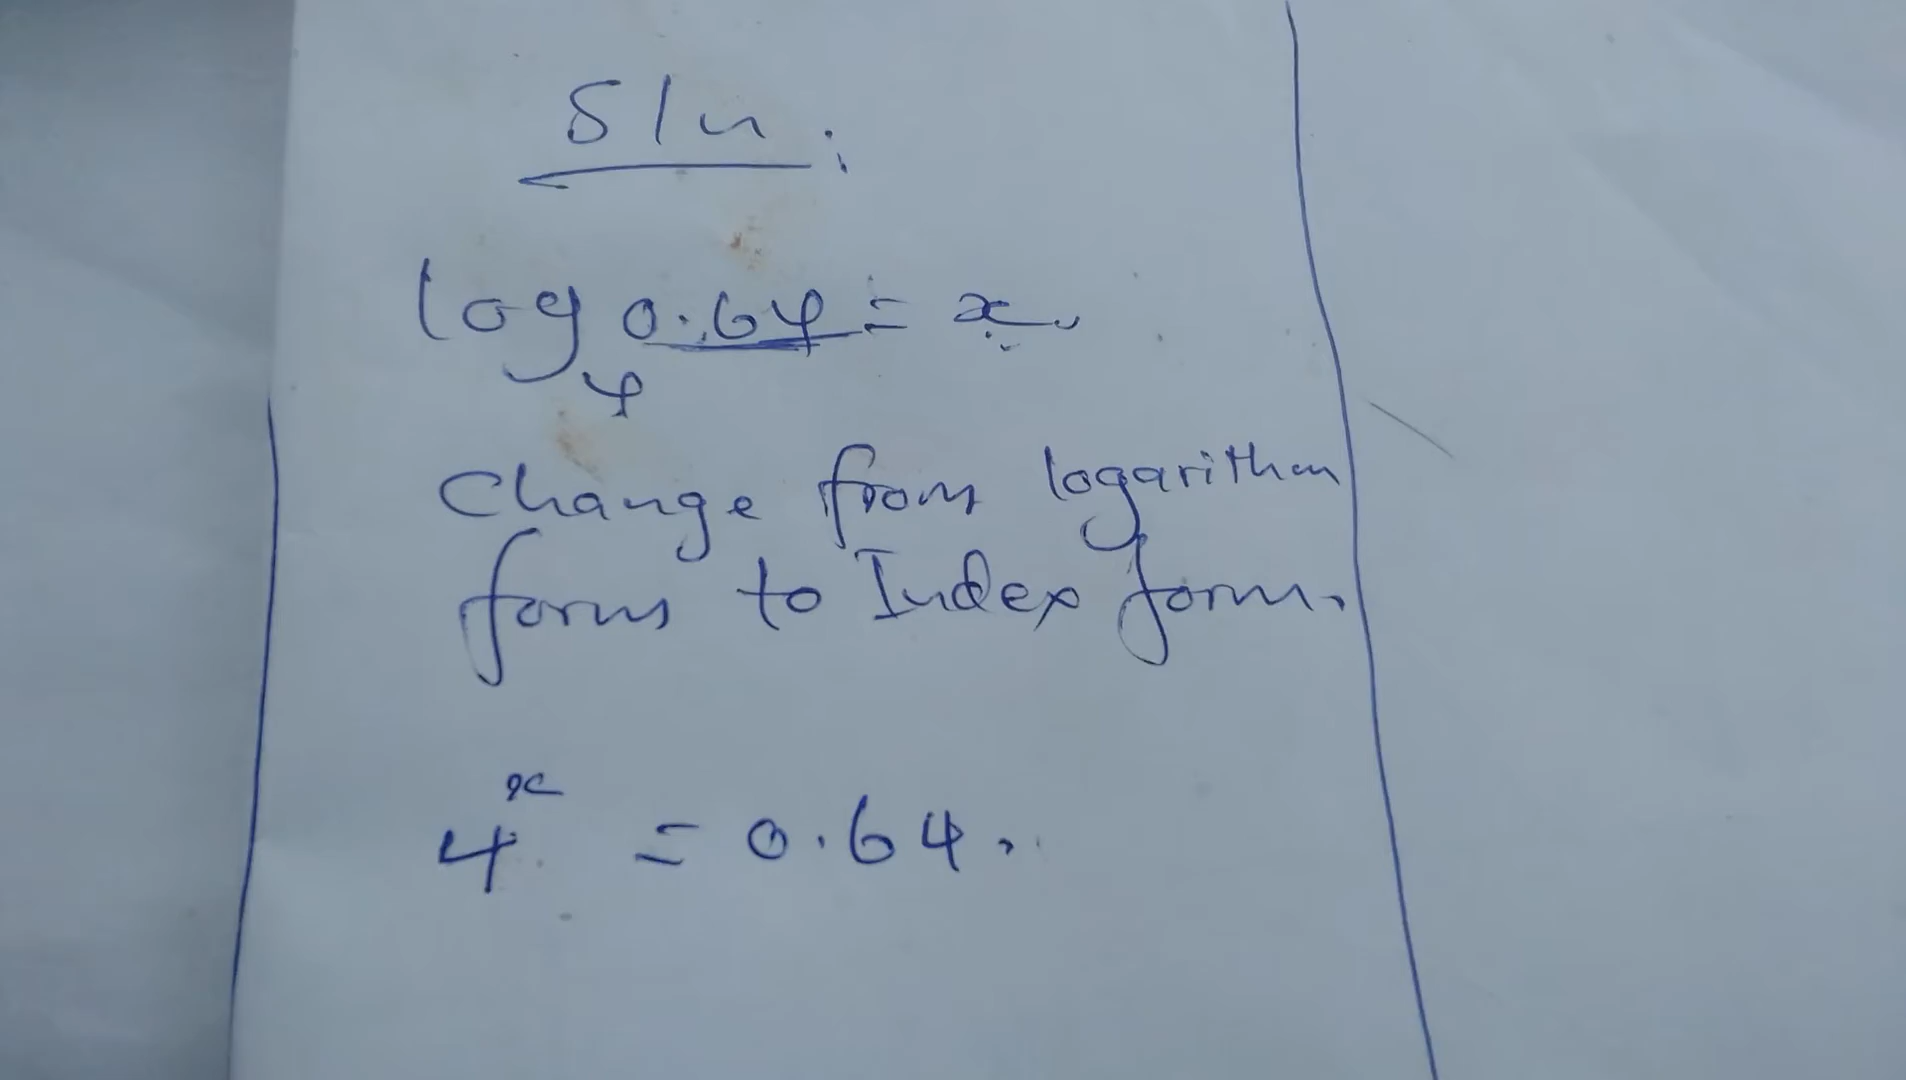 Sln:
log₄ 0.64 = x.
Change from logarithm
form to Index form.
4ˣ = 0.64.